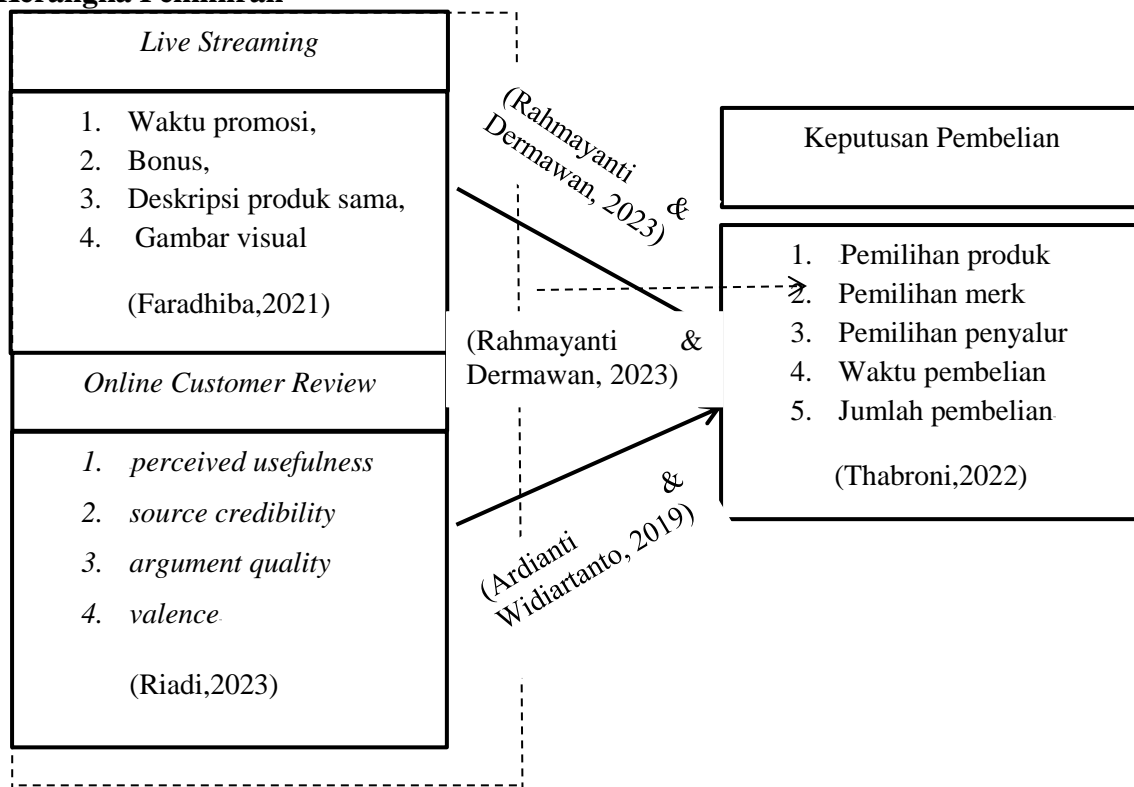 Kerangka Pemikiran
Live Streaming
1. Waktu promosi,
2. Bonus,
3. Deskripsi produk sama,
4. Gambar visual
(Faradhiba,2021)
Online Customer Review
1. perceived usefulness
2. source credibility
3. argument quality
4. valence
(Riadi,2023)
(Rahmayanti &
Dermawan, 2023)
(Rahmayanti &
Dermawan, 2023)
(Ardianti &
Widiartanto, 2019)
Keputusan Pembelian
1. Pemilihan produk
2. Pemilihan merk
3. Pemilihan penyalur
4. Waktu pembelian
5. Jumlah pembelian
(Thabroni,2022)